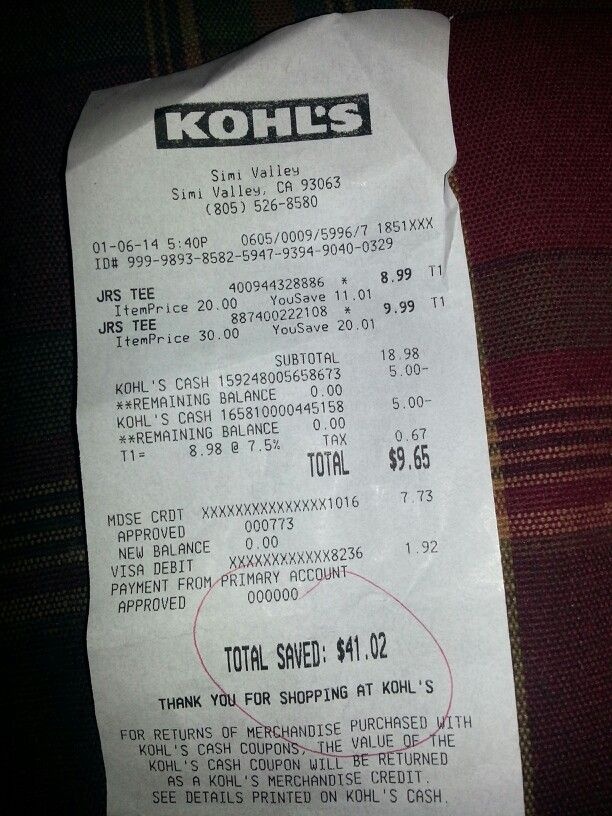 KOHL'S
Simi Valley
Simi Valley, CA 93063
(805) 526-8580
01-06-14 5:40P 0605/0009/5996/7 1851XXX
ID# 999-9893-8582-5947-9394-9040-0329
JRS TEE 400944328886 * 8.99 T1
ItemPrice 20.00 YouSave 11.01
JRS TEE 887400222108 * 9.99 T1
ItemPrice 30.00 YouSave 20.01
SUBTOTAL 18.98
KOHL'S CASH 159248005658673 5.00-
**REMAINING BALANCE 0.00
KOHL'S CASH 165810000445158 5.00-
**REMAINING BALANCE 0.00
T1= 8.98 @ 7.5% TAX 0.67
TOTAL $9.65
MDSE CRDT XXXXXXXXXXXXXXX1016 7.73
APPROVED 000773
NEW BALANCE 0.00
VISA DEBIT XXXXXXXXXXXX8236 1.92
PAYMENT FROM PRIMARY ACCOUNT
APPROVED 000000
TOTAL SAVED: $41.02
THANK YOU FOR SHOPPING AT KOHL'S
FOR RETURNS OF MERCHANDISE PURCHASED WITH
KOHL'S CASH COUPONS, THE VALUE OF THE
KOHL'S CASH COUPON WILL BE RETURNED
AS A KOHL'S MERCHANDISE CREDIT.
SEE DETAILS PRINTED ON KOHL'S CASH.